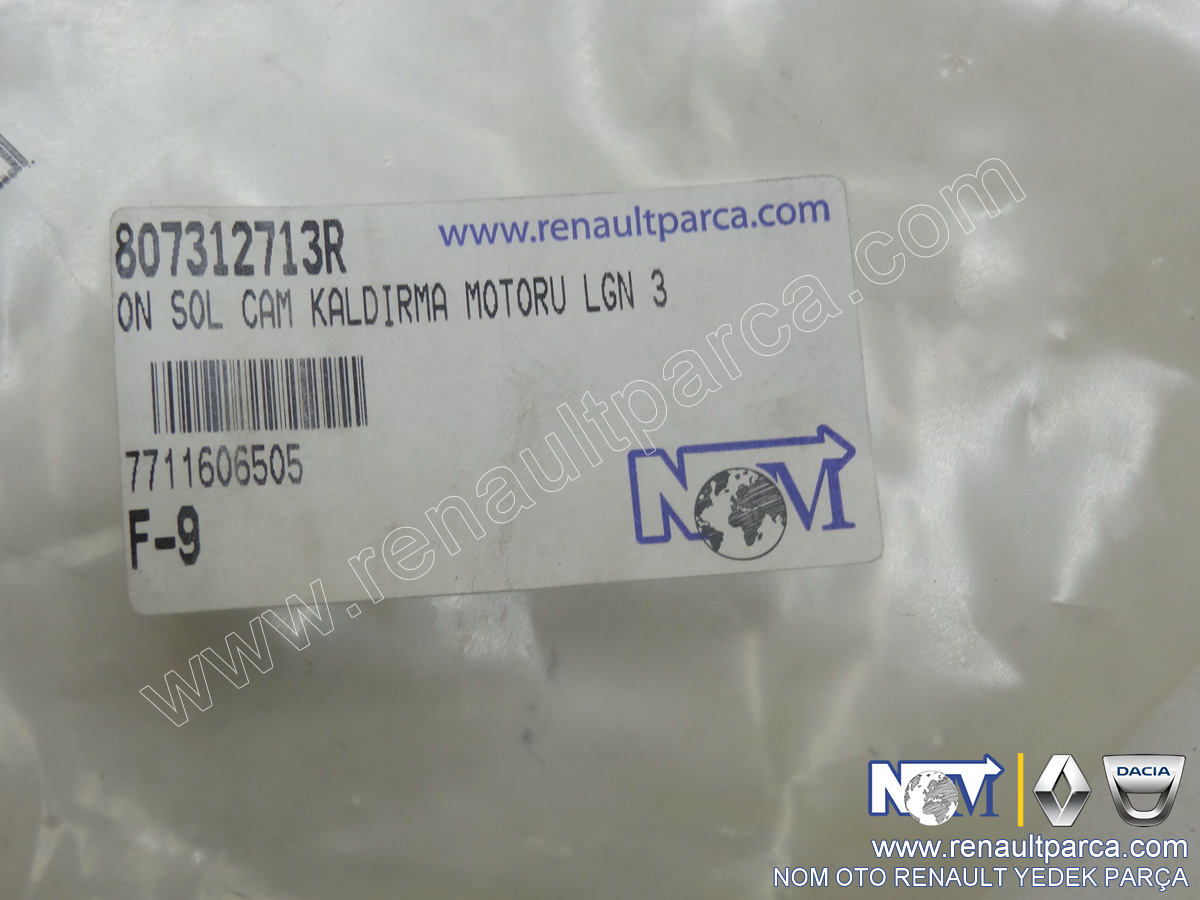 807312713R
www.renaultparca.com
ON SOL CAM KALDIRMA MOTORU LGN 3
7711606505
F-9
NOM
www.renaultparca.com
NOM
DACIA
www.renaultparca.com
NOM OTO RENAULT YEDEK PARÇA